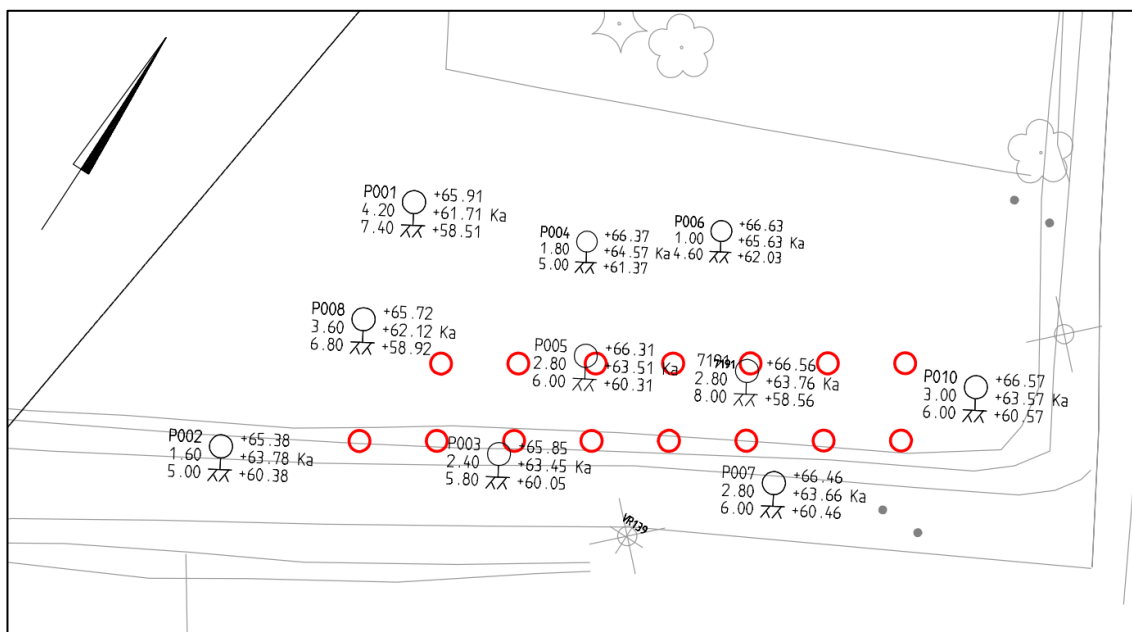 P001 +65.91
4.20 +61.71 Ka
7.40 +58.51
P004 +66.37
1.80 +64.57 Ka
5.00 +61.37
P006 +66.63
1.00 +65.63 Ka
4.60 +62.03
P008 +65.72
3.60 +62.12 Ka
6.80 +58.92
P005 +66.31
2.80 +63.51 Ka
6.00 +60.31
7191 +66.56
7191
2.80 +63.76 Ka
8.00 +58.56
P010 +66.57
3.00 +63.57 Ka
6.00 +60.57
P002 +65.38
1.60 +63.78 Ka
5.00 +60.38
P003 +65.85
2.40 +63.45 Ka
5.80 +60.05
P007 +66.46
2.80 +63.66 Ka
6.00 +60.46
VR139